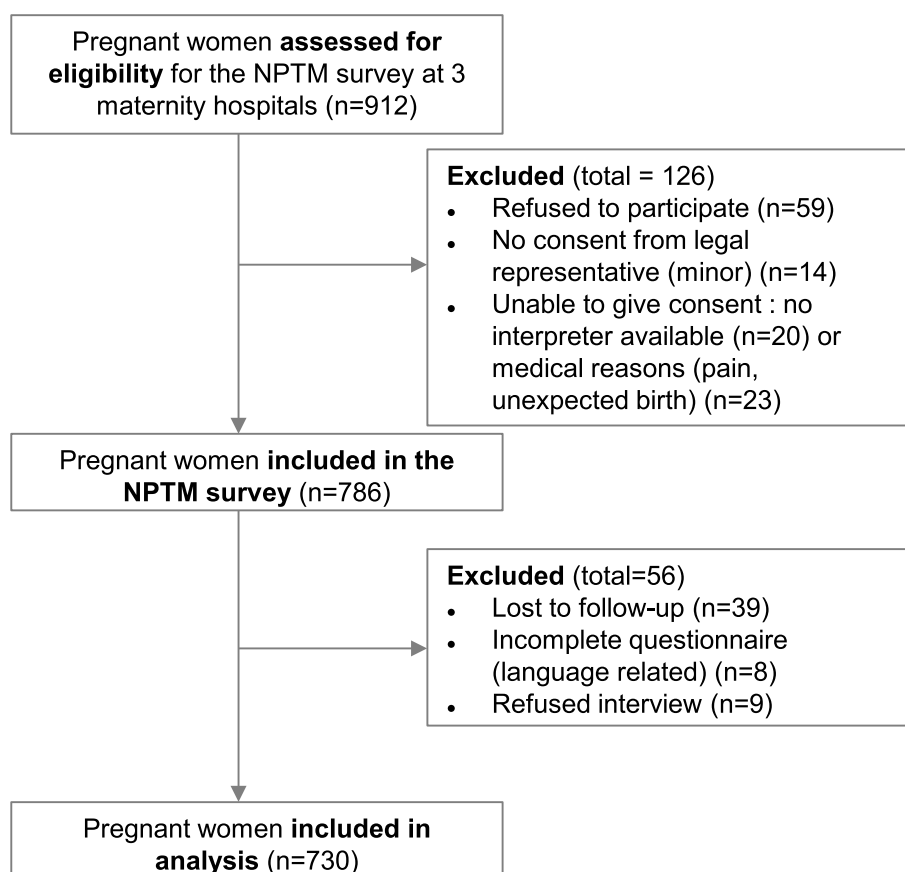 Pregnant women assessed for
eligibility for the NPTM survey at 3
maternity hospitals (n=912)
Excluded (total = 126)
• Refused to participate (n=59)
• No consent from legal
representative (minor) (n=14)
• Unable to give consent : no
interpreter available (n=20) or
medical reasons (pain,
unexpected birth) (n=23)
Pregnant women included in the
NPTM survey (n=786)
Excluded (total=56)
• Lost to follow-up (n=39)
• Incomplete questionnaire
(language related) (n=8)
• Refused interview (n=9)
Pregnant women included in
analysis (n=730)